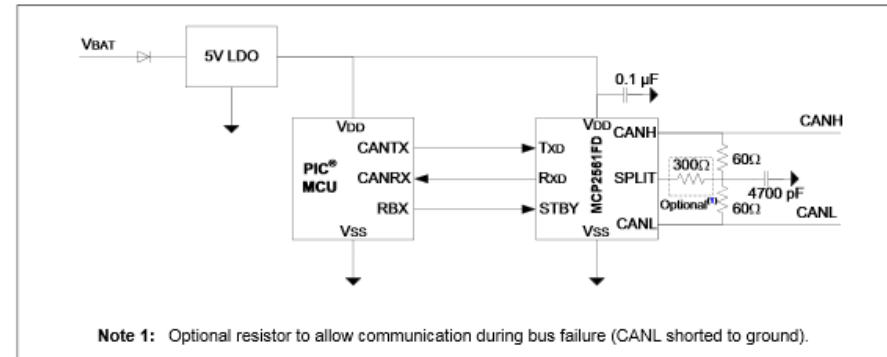 VBAT
5V LDO
0.1 µF
VDD
CANTX
CANRX
RBX
VSS
PIC®
MCU
VDD
TXD
RXD
STBY
VSS
MCP2561FD
CANH
SPLIT
CANL
300Ω
Optional(1)
60Ω
60Ω
4700 pF
CANH
CANL
Note 1: Optional resistor to allow communication during bus failure (CANL shorted to ground).